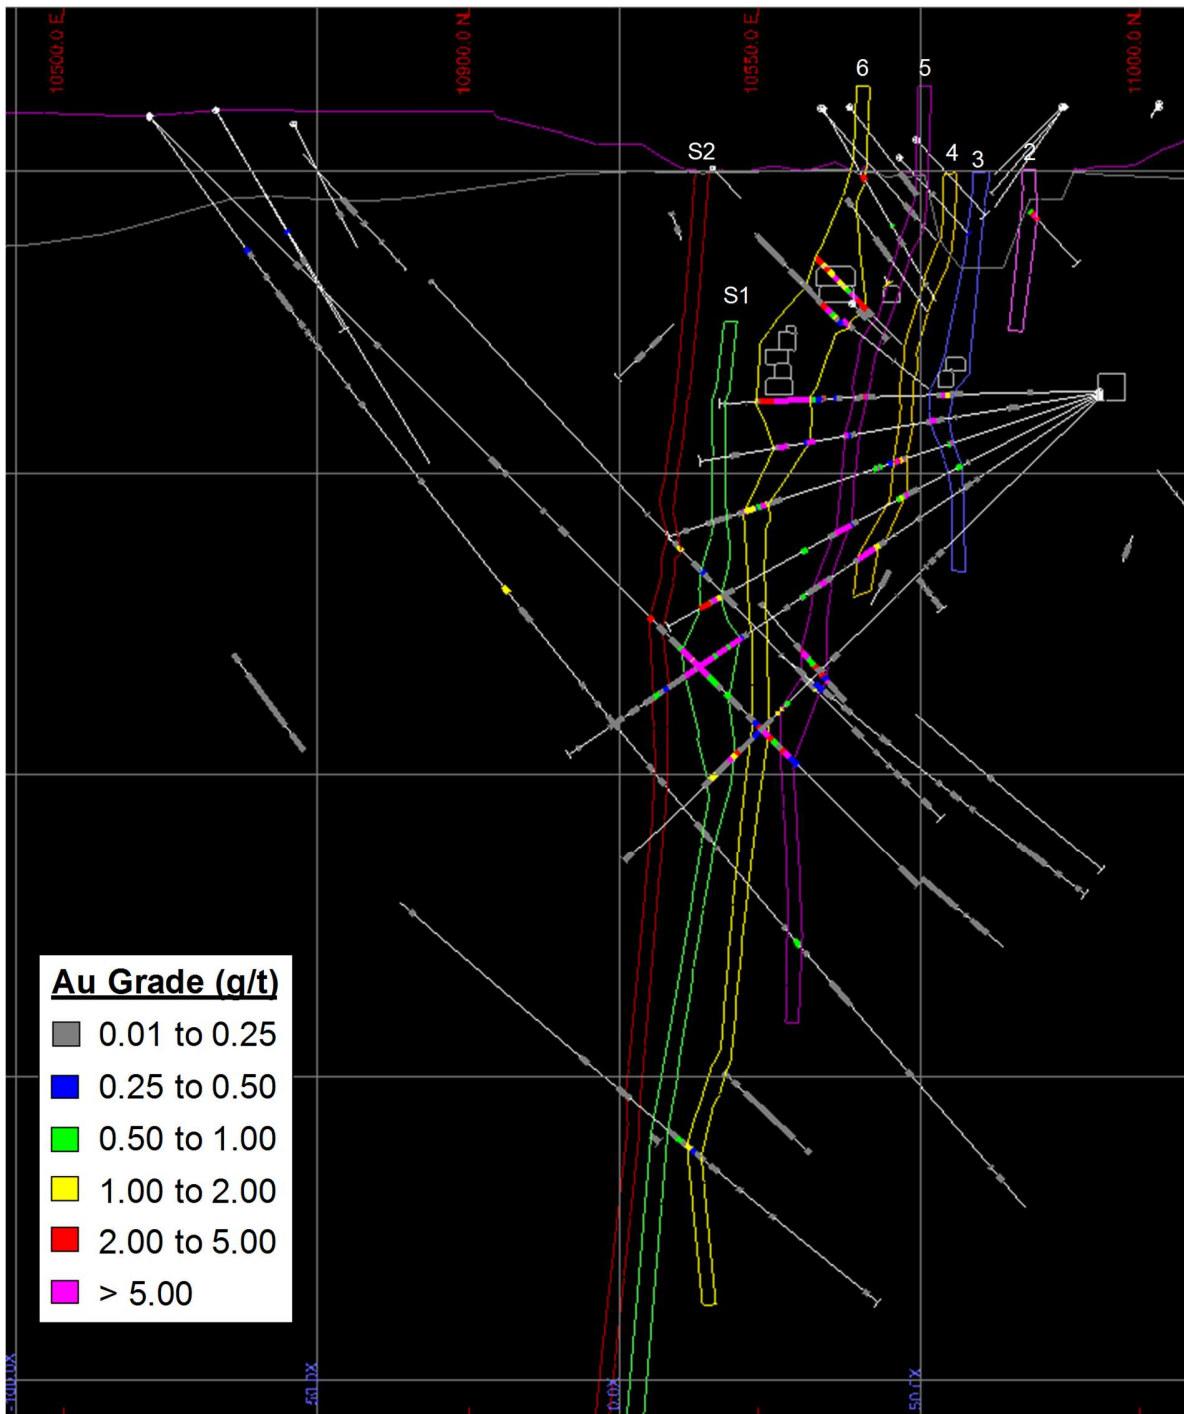 10500.0 E
10900.0 N
10550.0 E
11000.0 N
6
5
S2
4
3
2
S1
Au Grade (g/t)
0.01 to 0.25
0.25 to 0.50
0.50 to 1.00
1.00 to 2.00
2.00 to 5.00
> 5.00
-100.0X
-50.0X
0.0X
50.0X